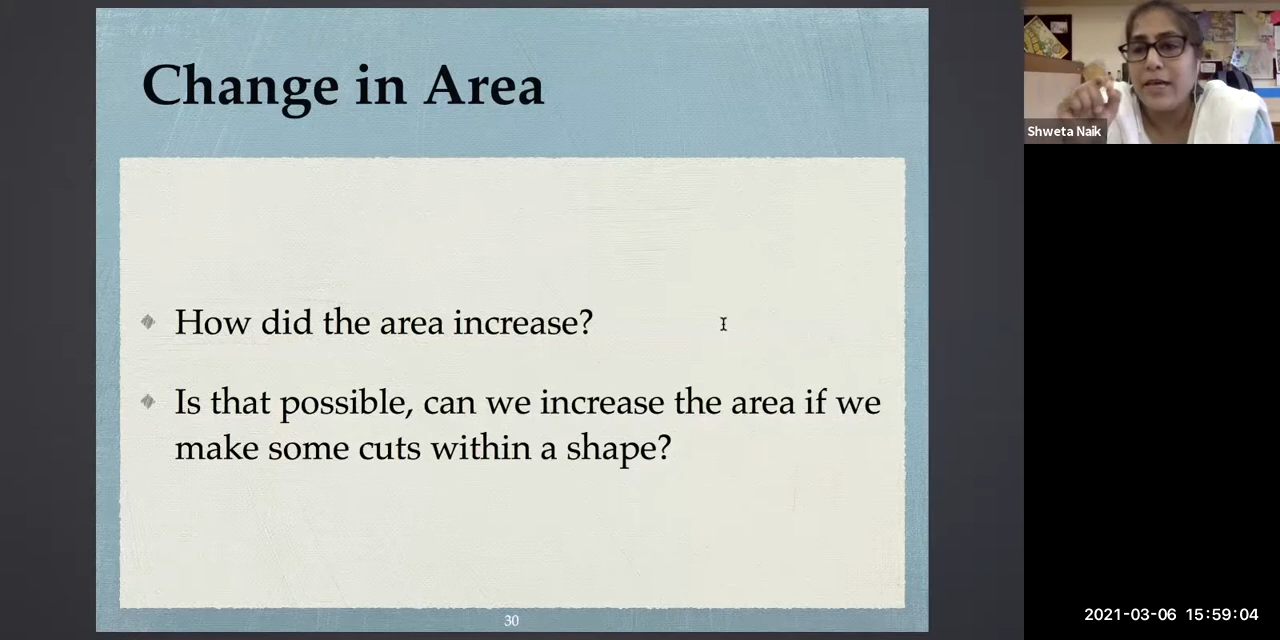 Change in Area
How did the area increase?
Is that possible, can we increase the area if we
make some cuts within a shape?
30
Shweta Naik
2021-03-06 15:59:04